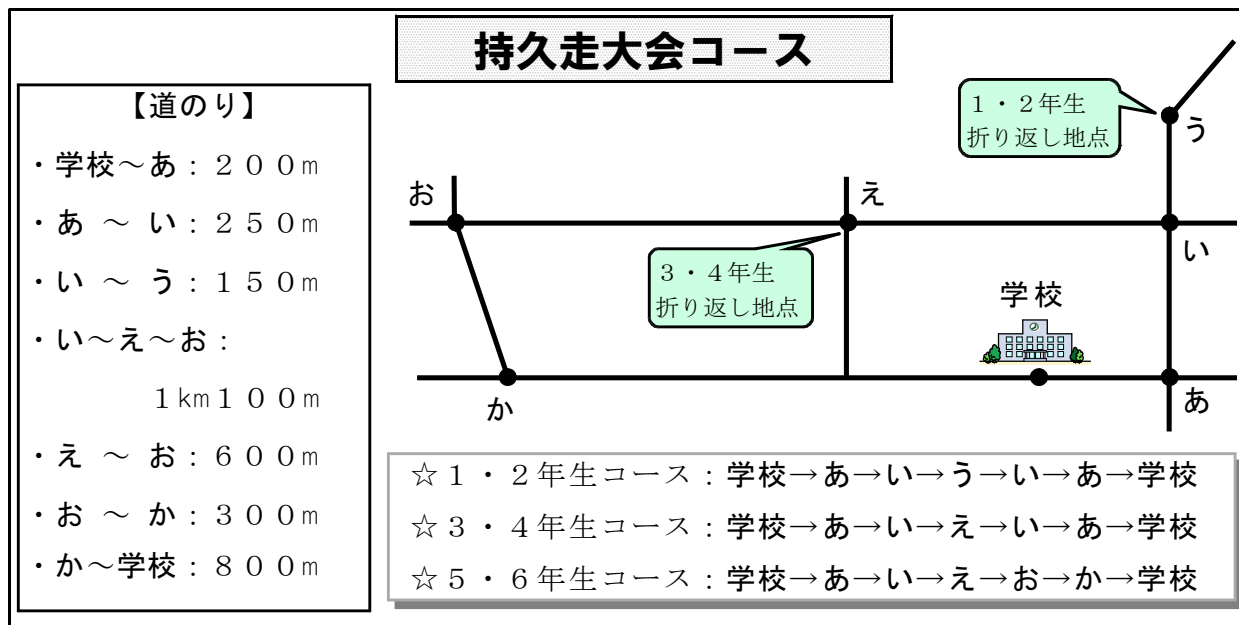 持久走大会コース
【道のり】
・学校～あ：２００ｍ
・あ ～ い：２５０ｍ
・い ～ う：１５０ｍ
・い～え～お：
１km１００ｍ
・え ～ お：６００ｍ
・お ～ か：３００ｍ
・か～学校：８００ｍ
１・２年生
折り返し地点
う
お
え
い
３・４年生
折り返し地点
学校
か
あ
☆１・２年生コース：学校→あ→い→う→い→あ→学校
☆３・４年生コース：学校→あ→い→え→い→あ→学校
☆５・６年生コース：学校→あ→い→え→お→か→学校